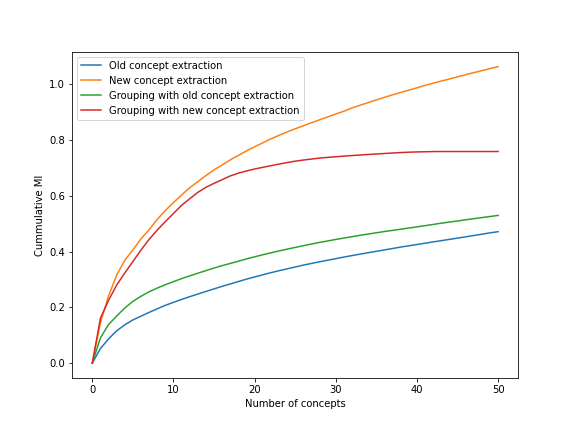 Old concept extraction
New concept extraction
Grouping with old concept extraction
Grouping with new concept extraction
1.0
0.8
0.6
0.4
0.2
0.0
Cummulative MI
0
10
20
30
40
50
Number of concepts